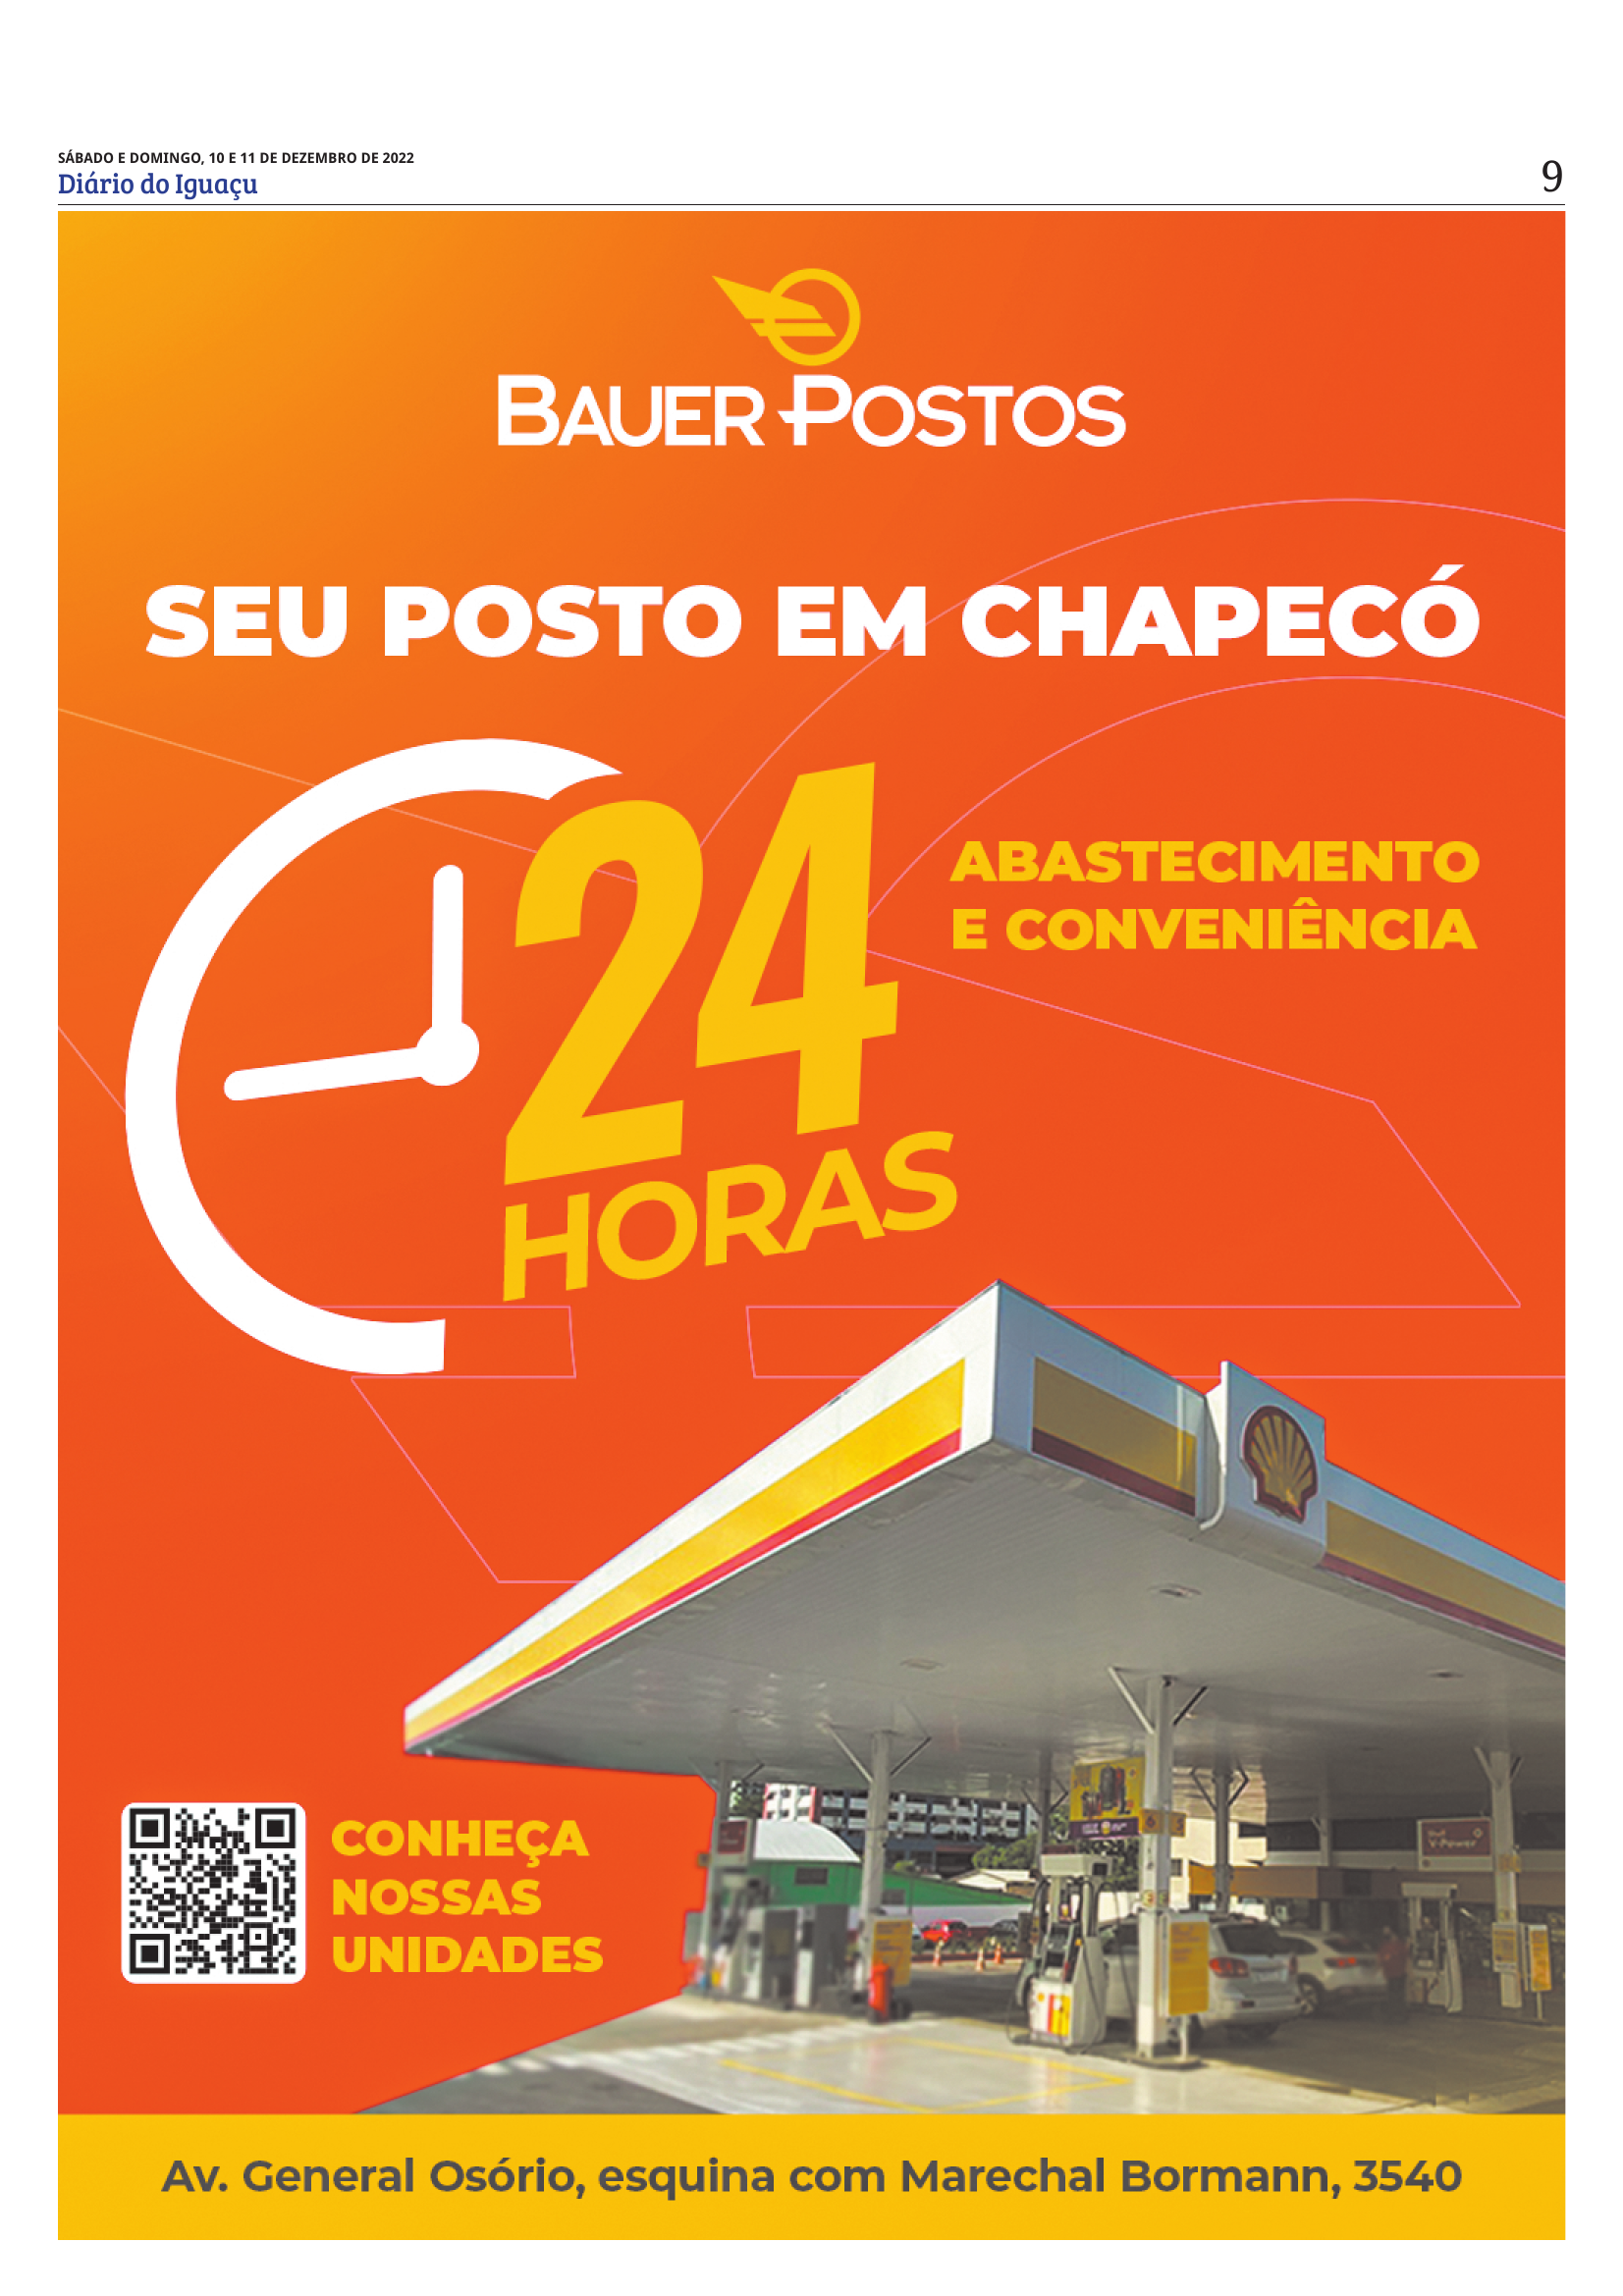 SÁBADO E DOMINGO, 10 E 11 DE DEZEMBRO DE 2022
Diário do Iguaçu
9
BAUER POSTOS
SEU POSTO EM CHAPECÓ
24
HORAS
ABASTECIMENTO
E CONVENIÊNCIA
V-Power
CONHEÇA
NOSSAS
UNIDADES
Av. General Osório, esquina com Marechal Bormann, 3540